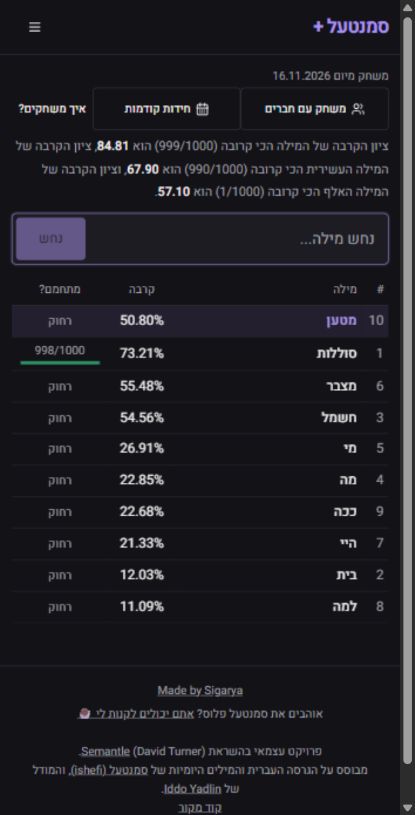 סמנטעל +
משחק מיום 16.11.2026
משחק עם חברים
חידות קודמות
איך משחקים?
ציון הקרבה של המילה הכי קרובה (999/1000) הוא 84.81, ציון הקרבה של
המילה העשירית הכי קרובה (990/1000) הוא 67.90, וציון הקרבה של
המילה האלף הכי קרובה (1/1000) הוא 57.10.
נחש מילה...
נחש
# מילה קרבה מתחמם?
10 מטען 50.80% רחוק
1 סוללות 73.21% 998/1000
6 מצבר 55.48% רחוק
3 חשמל 54.56% רחוק
5 מי 26.91% רחוק
4 מה 22.85% רחוק
9 ככה 22.68% רחוק
7 היי 21.33% רחוק
2 בית 12.03% רחוק
8 למה 11.09% רחוק
Made by Sigarya
אוהבים את סמנטעל פלוס? אתם יכולים לקנות לי
פרויקט עצמאי בהשראת Semantle (David Turner).
מבוסס על הגרסה העברית והמילים היומיות של סמנטעל (ishefi), והמודל
של Iddo Yadlin.
קוד מקור